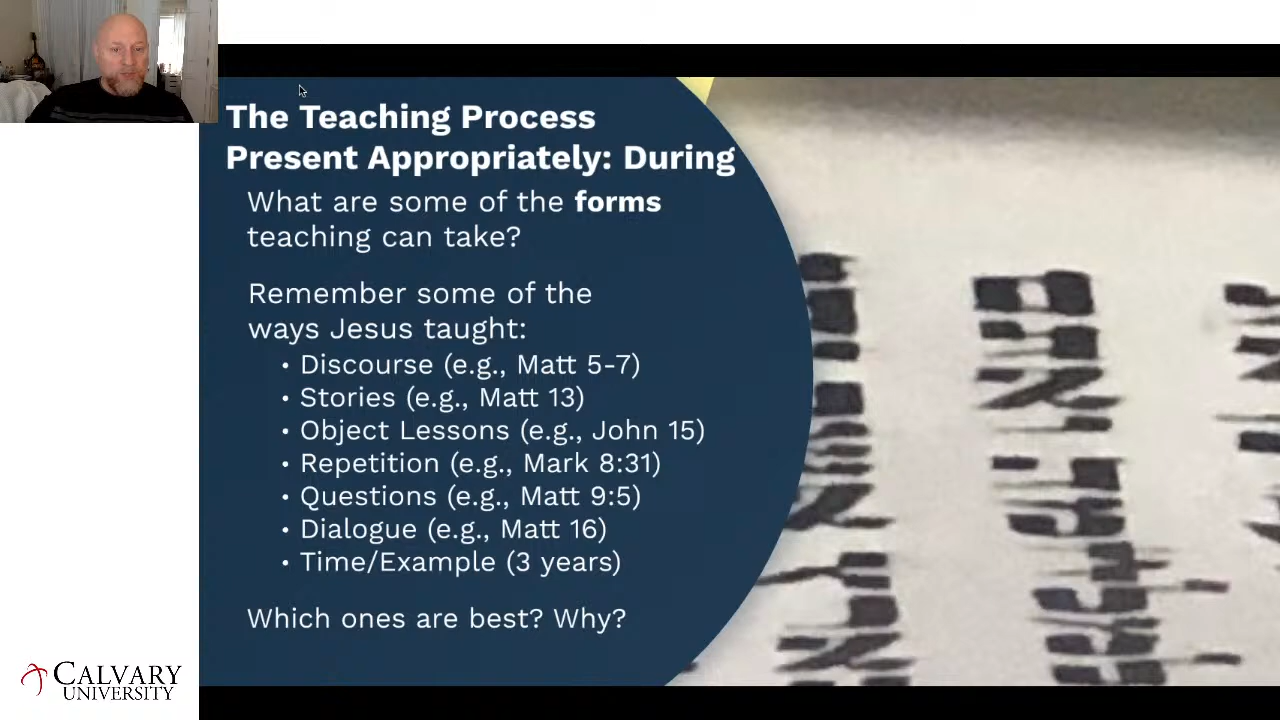 The Teaching Process
Present Appropriately: During
What are some of the forms
teaching can take?
Remember some of the
ways Jesus taught:
• Discourse (e.g., Matt 5-7)
• Stories (e.g., Matt 13)
• Object Lessons (e.g., John 15)
• Repetition (e.g., Mark 8:31)
• Questions (e.g., Matt 9:5)
• Dialogue (e.g., Matt 16)
• Time/Example (3 years)
Which ones are best? Why?
CALVARY
UNIVERSITY